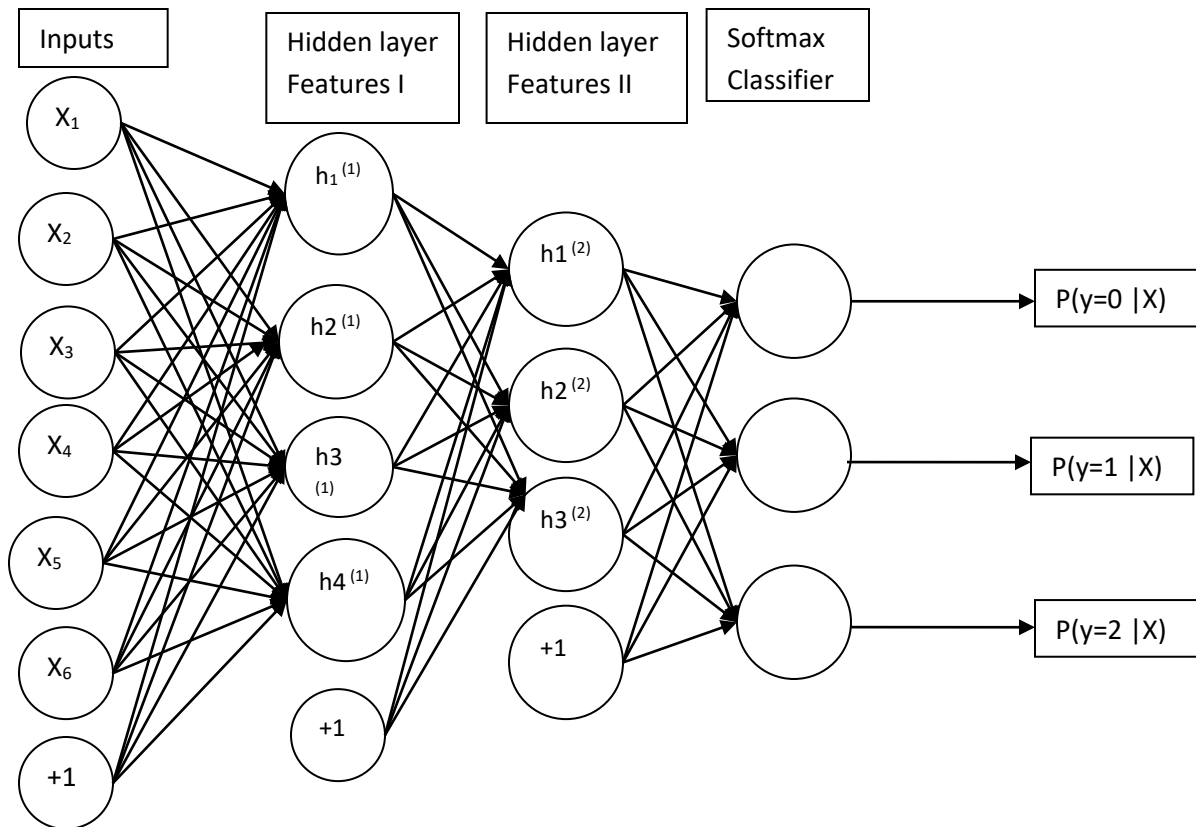 Inputs
Hidden layer
Features I
Hidden layer
Features II
Softmax
Classifier
X₁
X₂
X₃
X₄
X₅
X₆
+1
h₁⁽¹⁾
h2⁽¹⁾
h3
⁽¹⁾
h4⁽¹⁾
+1
h1⁽²⁾
h2⁽²⁾
h3⁽²⁾
+1
P(y=0 |X)
P(y=1 |X)
P(y=2 |X)